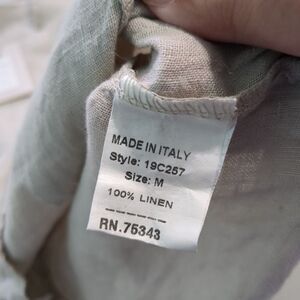 MADE IN ITALY
Style: 19C257
Size: M
100% LINEN
RN.75343